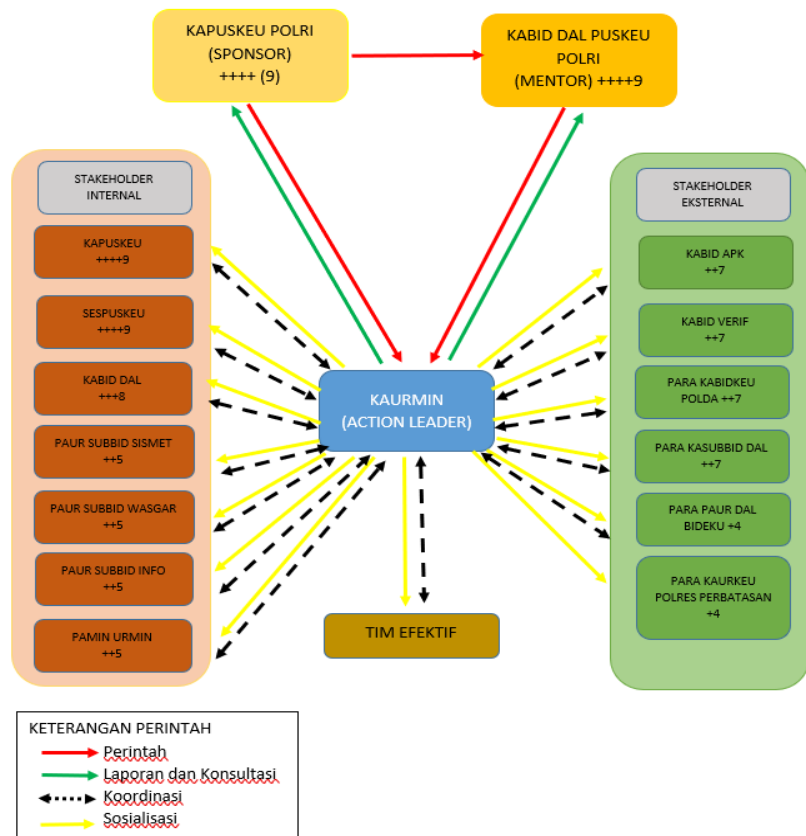 KAPUSKEU POLRI
(SPONSOR)
++++ (9)
KABID DAL PUSKEU
POLRI
(MENTOR) ++++9
STAKEHOLDER
INTERNAL
KAPUSKEU
++++9
SESPUSKEU
++++9
KABID DAL
+++8
PAUR SUBBID SISMET
++5
PAUR SUBBID WASGAR
++5
PAUR SUBBID INFO
++5
PAMIN URMIN
++5
KAURMIN
(ACTION LEADER)
TIM EFEKTIF
STAKEHOLDER
EKSTERNAL
KABID APK
++7
KABID VERIF
++7
PARA KABIDKEU
POLDA ++7
PARA KASUBBID DAL
++7
PARA PAUR DAL
BIDEKU +4
PARA KAURKEU
POLRES PERBATASAN
+4
KETERANGAN PERINTAH
Perintah
Laporan dan Konsultasi
Koordinasi
Sosialisasi